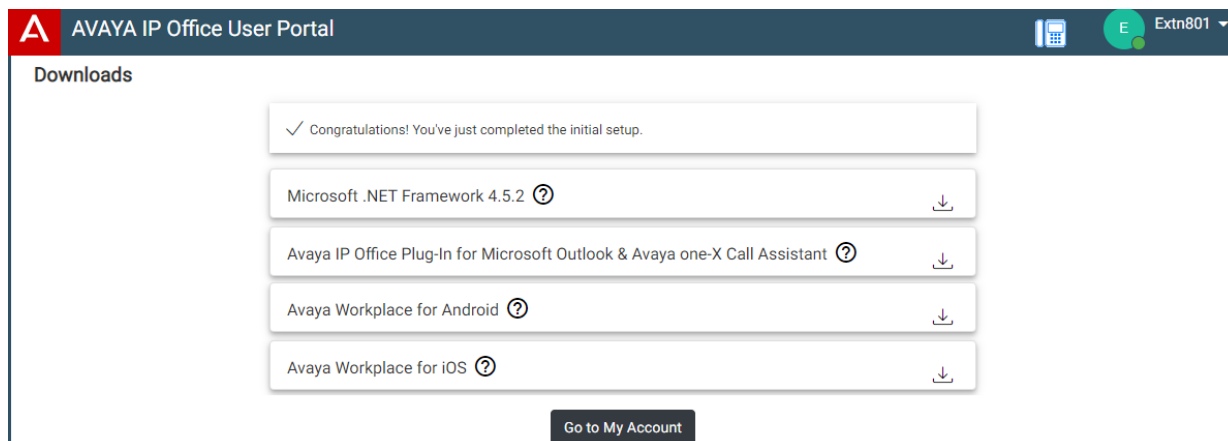 AVAYA IP Office User Portal
E
Extn801
Downloads
Congratulations! You've just completed the initial setup.
Microsoft .NET Framework 4.5.2 ?
Avaya IP Office Plug-In for Microsoft Outlook & Avaya one-X Call Assistant ?
Avaya Workplace for Android ?
Avaya Workplace for iOS ?
Go to My Account